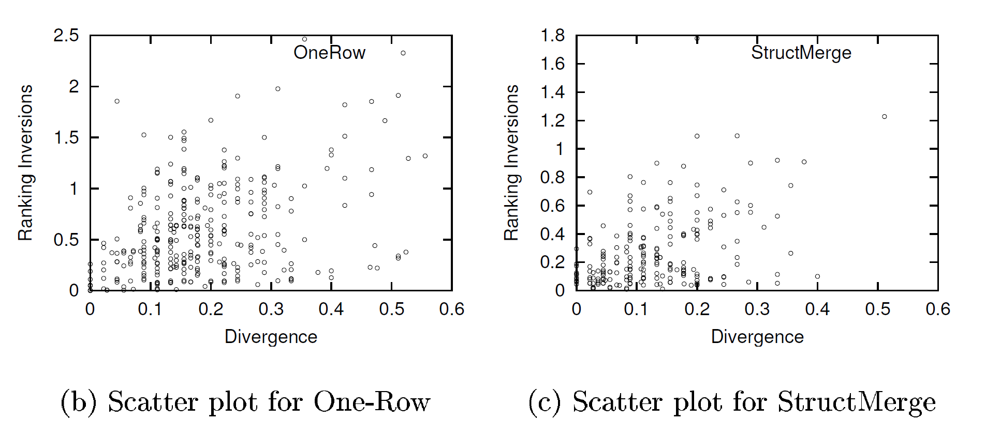 2.5
2
1.5
1
0.5
0
Ranking Inversions
OneRow
0 0.1 0.2 0.3 0.4 0.5 0.6
Divergence
(b) Scatter plot for One-Row
1.8
1.6
1.4
1.2
1
0.8
0.6
0.4
0.2
0
Ranking Inversions
StructMerge
0 0.1 0.2 0.3 0.4 0.5 0.6
Divergence
(c) Scatter plot for StructMerge